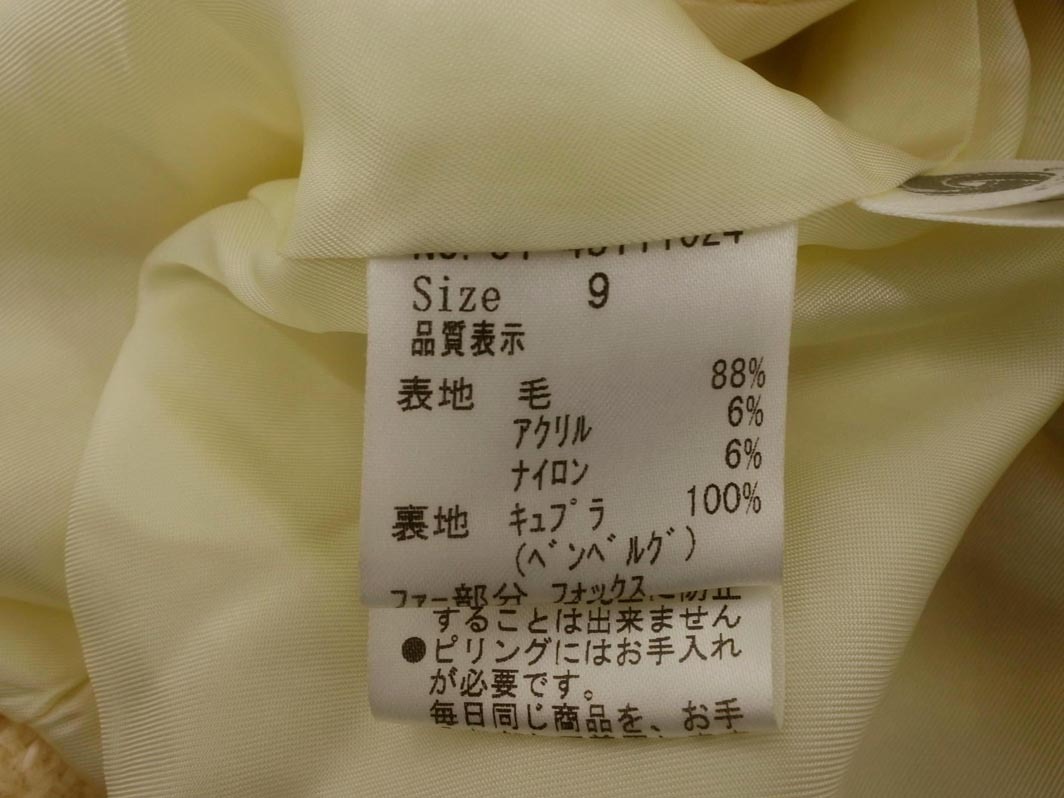 Size 9
品質表示
表地 毛 88%
アクリル 6%
ナイロン 6%
裏地 キュプラ 100%
(ベンベルグ)
ファー部分 フォックス
に防止
することは出来ません
●ピリングにはお手入れ
が必要です。
毎日同じ商品を、お手